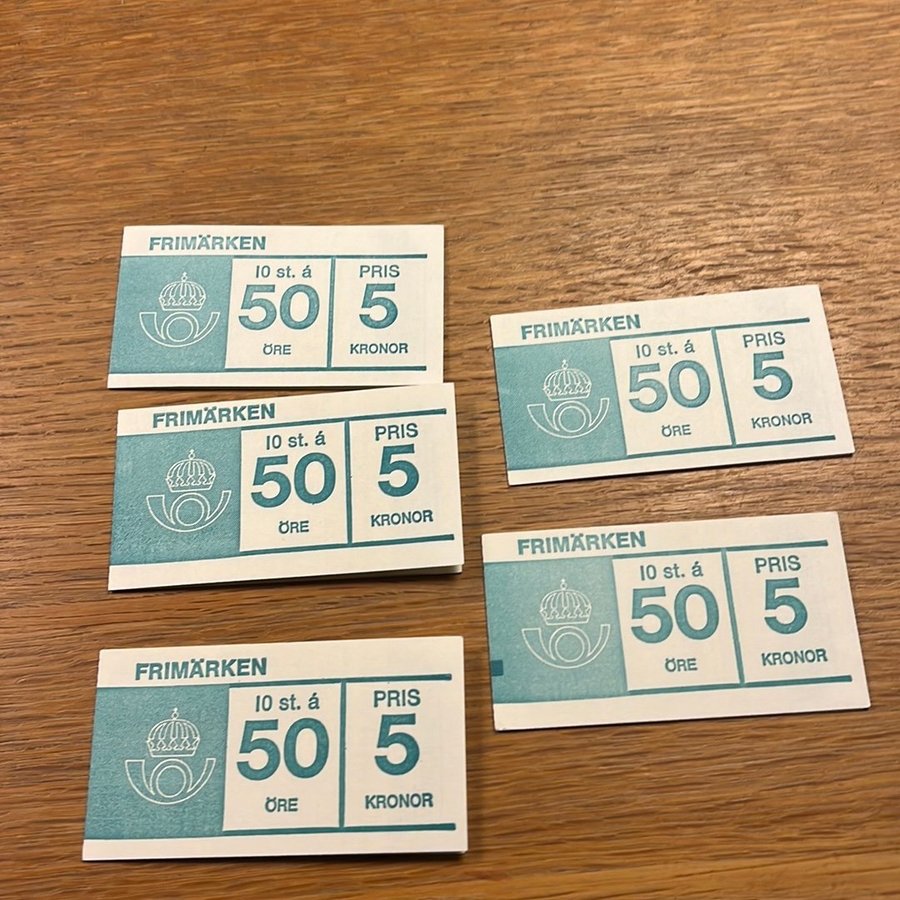 FRIMÄRKEN
10 st. á
50
ÖRE
PRIS
5
KRONOR
FRIMÄRKEN
10 st. á
50
ÖRE
PRIS
5
KRONOR
FRIMÄRKEN
10 st. á
50
ÖRE
PRIS
5
KRONOR
FRIMÄRKEN
10 st. á
50
ÖRE
PRIS
5
KRONOR
FRIMÄRKEN
10 st. á
50
ÖRE
PRIS
5
KRONOR